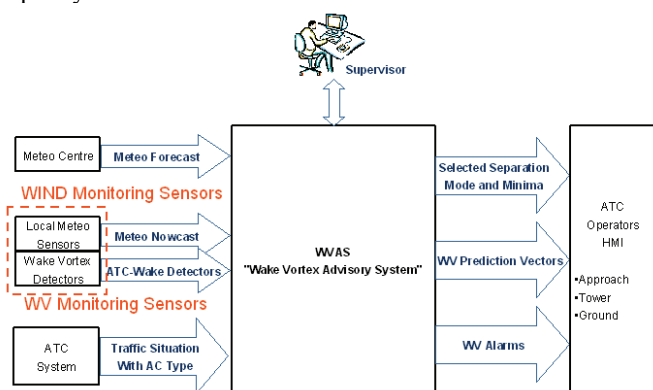 Supervisor
Meteo Centre
Meteo Forecast
WIND Monitoring Sensors
Local Meteo
Sensors
Meteo Nowcast
Wake Vortex
Detectors
ATC-Wake Detectors
WV Monitoring Sensors
ATC
System
Traffic Situation
With AC Type
WVAS
"Wake Vortex Advisory System"
Selected Separation
Mode and Minima
WV Prediction Vectors
WV Alarms
ATC
Operators
HMI
•Approach
•Tower
•Ground